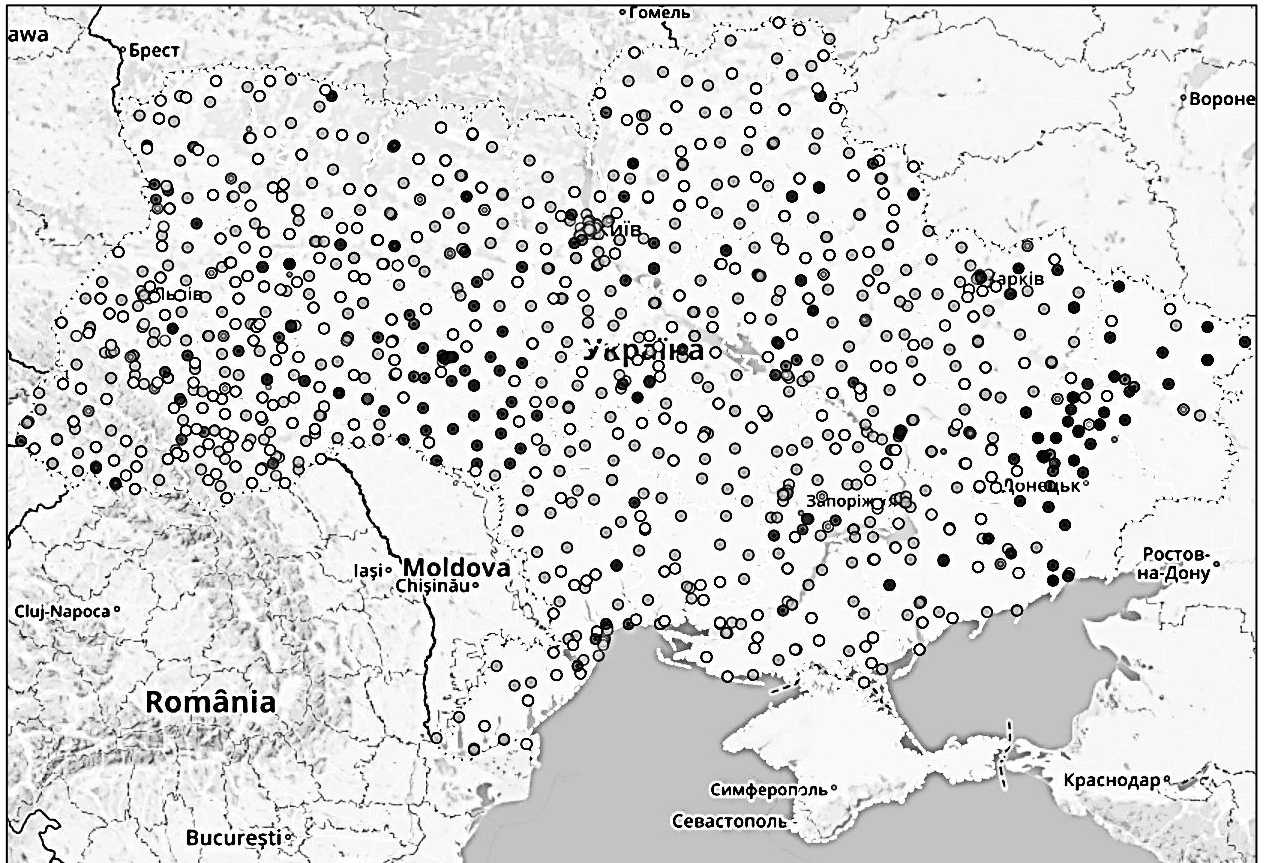 Гомель
awa
Брест
Вороне
Київ
Харків
Україна
Запоріжжя
Донецьк
Ростов-
на-Дону
Iași
Moldova
Chișinău
Cluj-Napoca
România
Симферополь
Краснодар
Севастополь
București